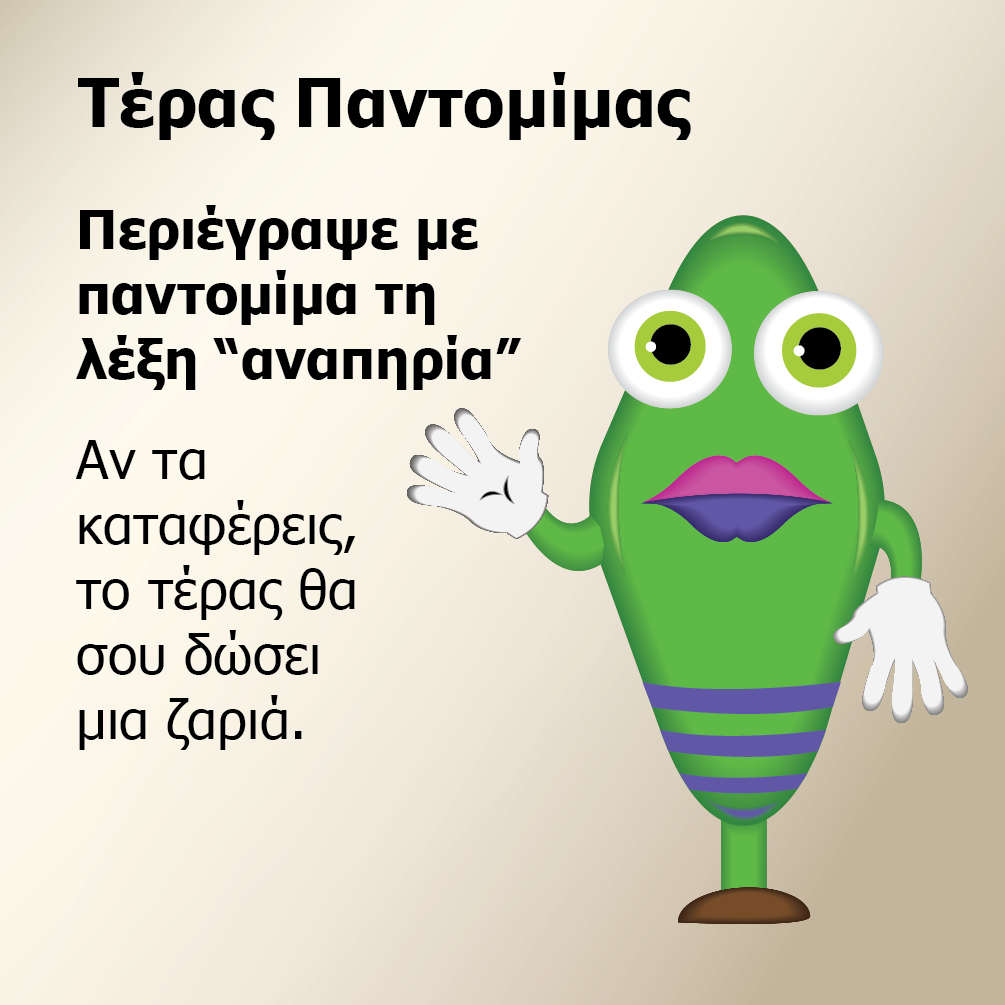 Τέρας Παντομίμας
Περιέγραψε με
παντομίμα τη
λέξη “αναπηρία”
Αν τα
καταφέρεις,
το τέρας θα
σου δώσει
μια ζαριά.